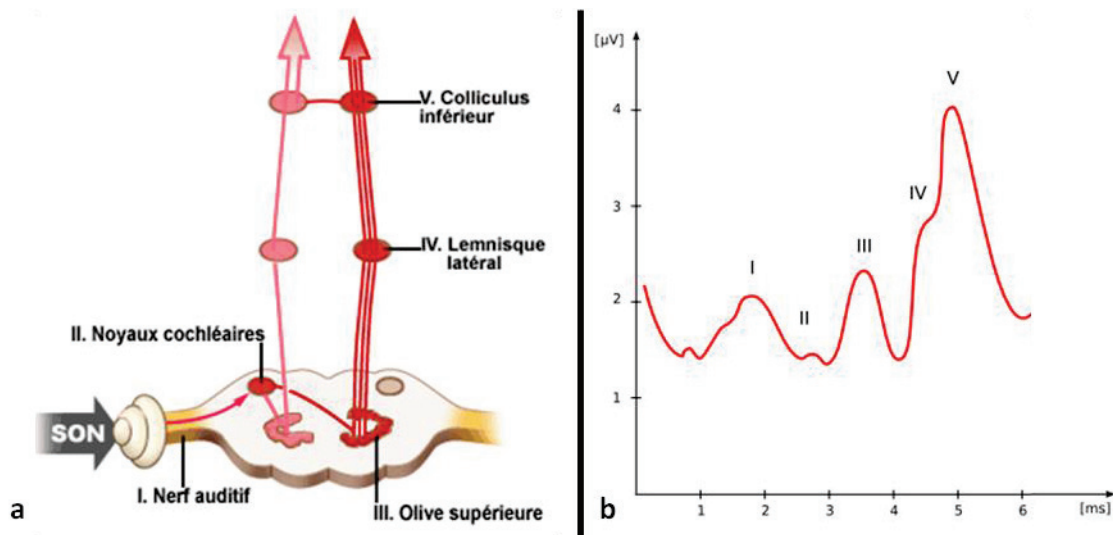 V. Colliculus
inférieur
IV. Lemnisque
latéral
II. Noyaux cochléaires
SON
I. Nerf auditif
III. Olive supérieure
a
[µV]
4
3
2
1
I
II
III
IV
V
1
2
3
4
5
6
[ms]
b